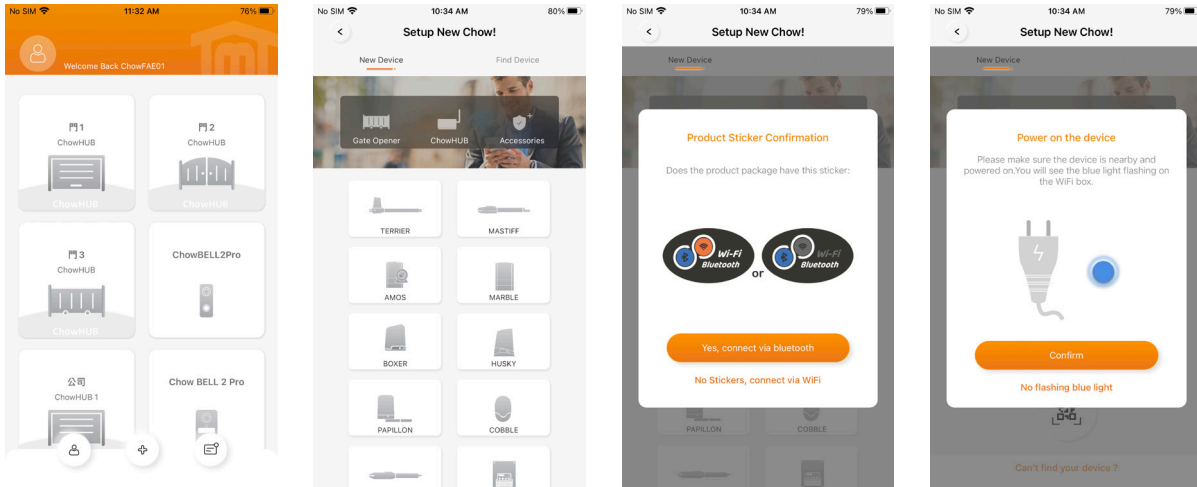 No SIM 11:32 AM 76%
Welcome Back ChowFAE01
門1
ChowHUB
ChowHUB
門2
ChowHUB
ChowHUB
門3
ChowHUB
ChowHUB
ChowBELL2Pro
公司
ChowHUB 1
Chow BELL 2 Pro
No SIM 10:34 AM 80%
Setup New Chow!
New Device
Find Device
Gate Opener
ChowHUB
Accessories
TERRIER
MASTIFF
AMOS
MARBLE
BOXER
HUSKY
PAPILLON
COBBLE
No SIM 10:34 AM 79%
Setup New Chow!
New Device
Product Sticker Confirmation
Does the product package have this sticker:
Wi-Fi
Bluetooth
or
Wi-Fi
Bluetooth
Yes, connect via bluetooth
No Stickers, connect via WiFi
PAPILLON
COBBLE
No SIM 10:34 AM 79%
Setup New Chow!
New Device
Power on the device
Please make sure the device is nearby and
powered on.You will see the blue light flashing on
the WiFi box.
Confirm
No flashing blue light
Can't find your device ?